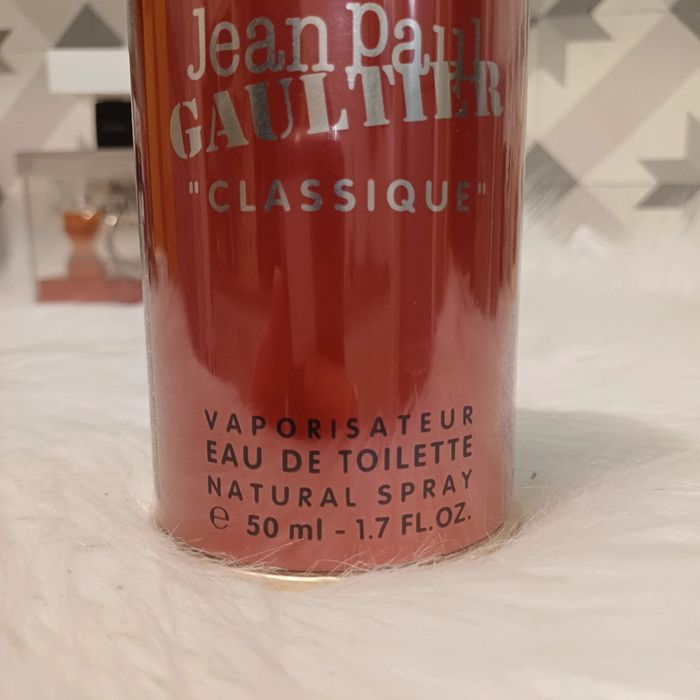 Jean Paul
GAULTIER
"CLASSIQUE"
VAPORISATEUR
EAU DE TOILETTE
NATURAL SPRAY
℮ 50 ml - 1.7 FL.OZ.